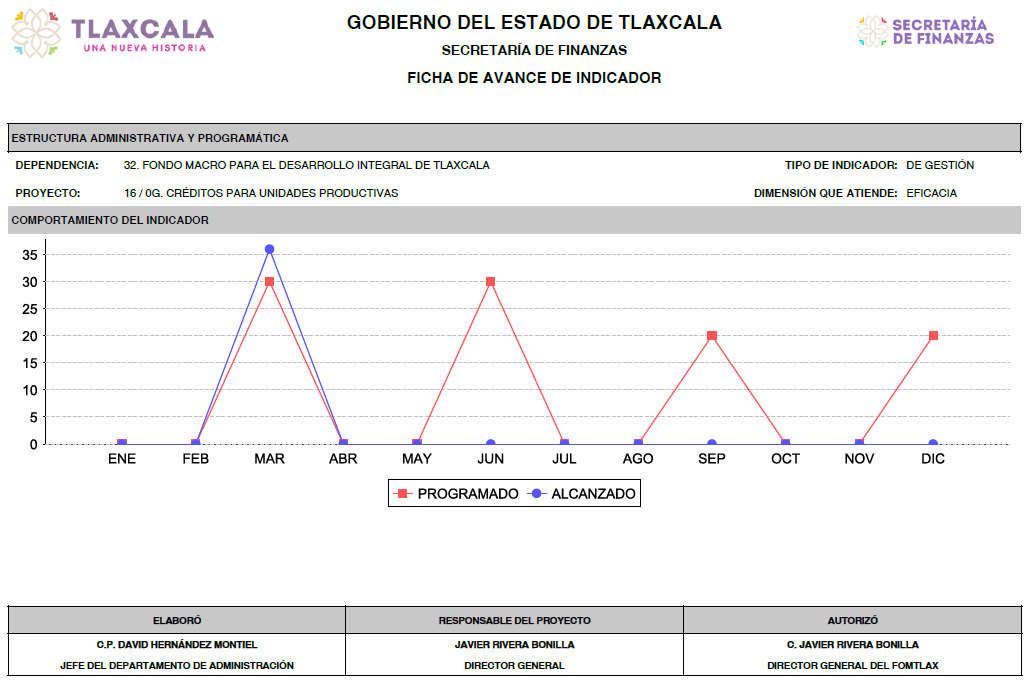 TLAXCALA
UNA NUEVA HISTORIA
GOBIERNO DEL ESTADO DE TLAXCALA
SECRETARÍA DE FINANZAS
FICHA DE AVANCE DE INDICADOR
SECRETARÍA
DE FINANZAS
ESTRUCTURA ADMINISTRATIVA Y PROGRAMÁTICA
DEPENDENCIA: 32. FONDO MACRO PARA EL DESARROLLO INTEGRAL DE TLAXCALA TIPO DE INDICADOR: DE GESTIÓN
PROYECTO: 16 / 0G. CRÉDITOS PARA UNIDADES PRODUCTIVAS DIMENSIÓN QUE ATIENDE: EFICACIA
COMPORTAMIENTO DEL INDICADOR
35
30
25
20
15
10
5
0
ENE FEB MAR ABR MAY JUN JUL AGO SEP OCT NOV DIC
PROGRAMADO ALCANZADO
ELABORÓ RESPONSABLE DEL PROYECTO AUTORIZÓ
C.P. DAVID HERNÁNDEZ MONTIEL JAVIER RIVERA BONILLA C. JAVIER RIVERA BONILLA
JEFE DEL DEPARTAMENTO DE ADMINISTRACIÓN DIRECTOR GENERAL DIRECTOR GENERAL DEL FOMTLAX